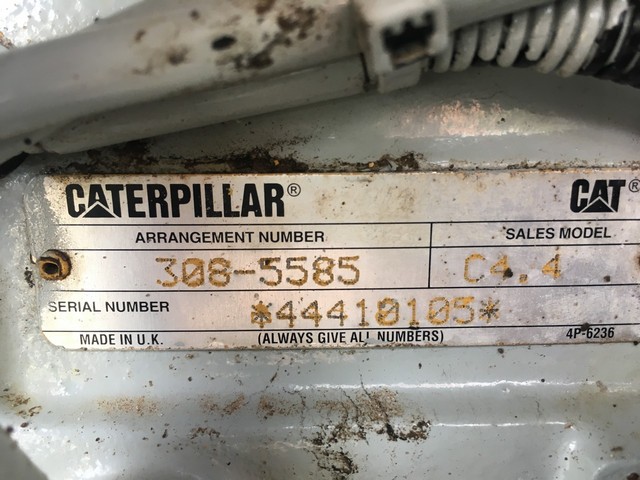 CATERPILLAR® CAT®
ARRANGEMENT NUMBER SALES MODEL
308-5585 C4.4
SERIAL NUMBER *44410105*
MADE IN U.K. (ALWAYS GIVE ALL NUMBERS) 4P-6236